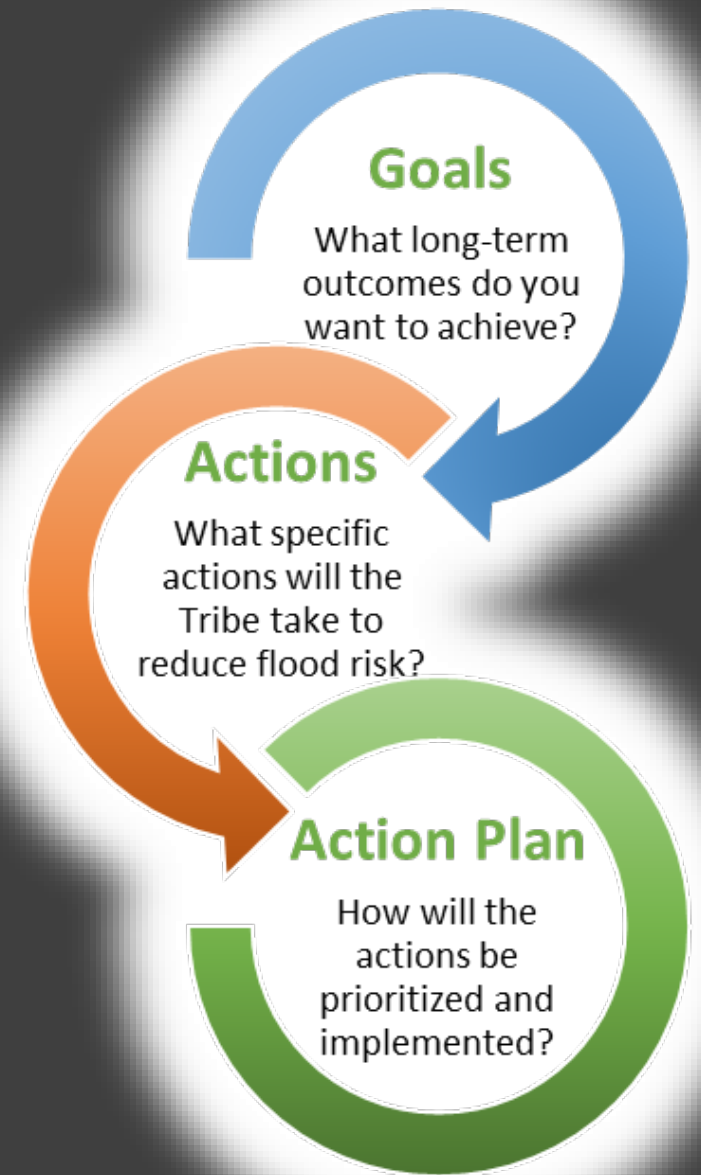 Goals
What long-term
outcomes do you
want to achieve?
Actions
What specific
actions will the
Tribe take to
reduce flood risk?
Action Plan
How will the
actions be
prioritized and
implemented?